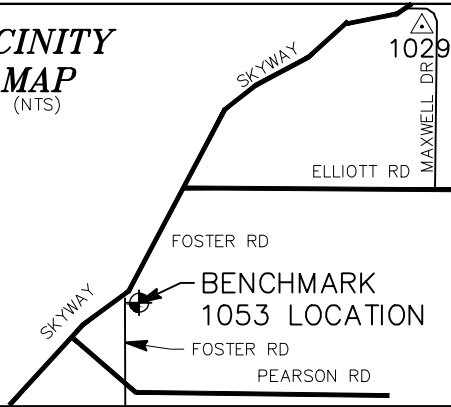 CINITY
MAP
(NTS)
SKYWAY
1029
MAXWELL DR
ELLIOTT RD
FOSTER RD
BENCHMARK
1053 LOCATION
SKYWAY
FOSTER RD
PEARSON RD